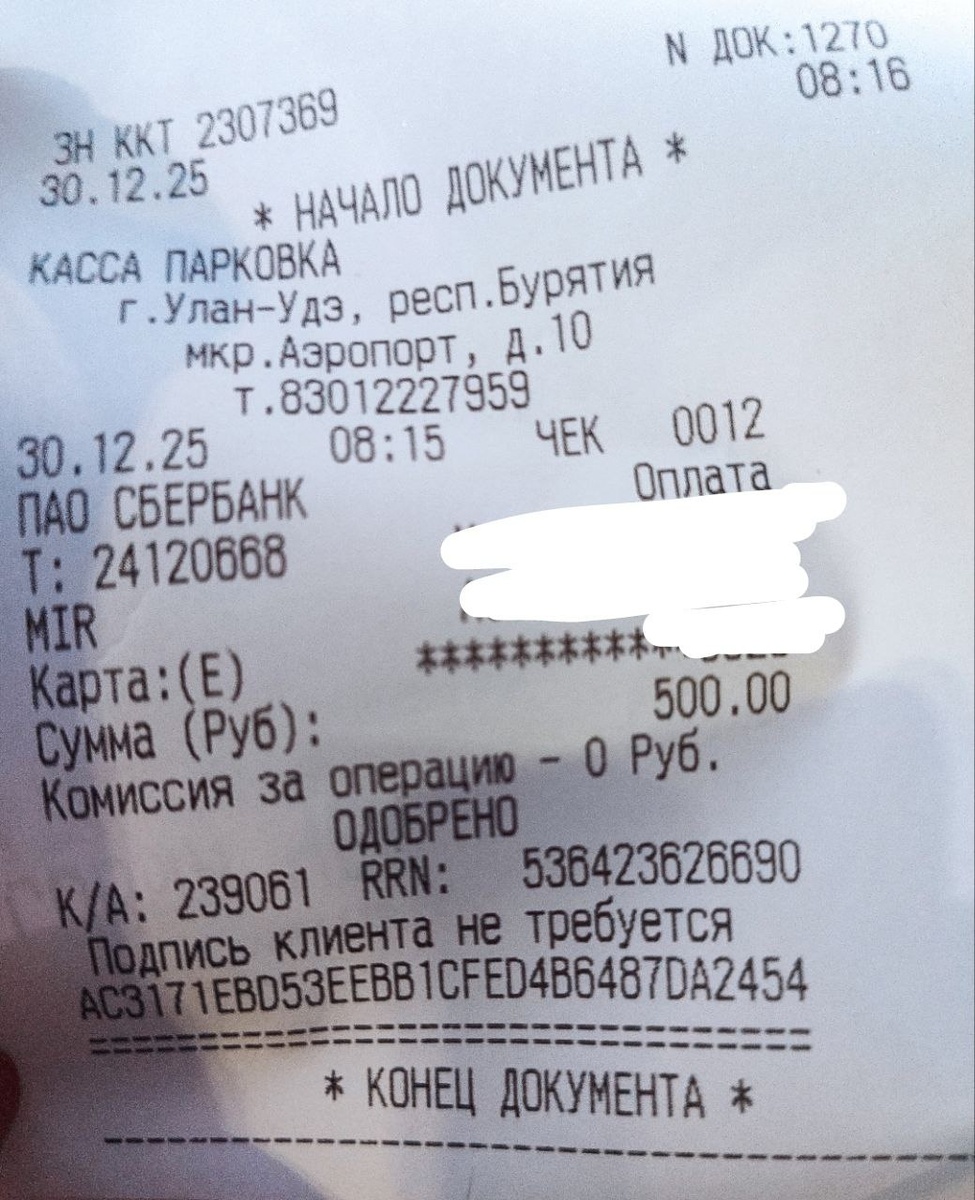 N ДОК:1270
08:16
ЗН ККТ 2307369
30.12.25
* НАЧАЛО ДОКУМЕНТА *
КАССА ПАРКОВКА
г.Улан-Удэ, респ.Бурятия
мкр.Аэропорт, д.10
т.83012227959
30.12.25 08:15 ЧЕК 0012
ПАО СБЕРБАНК Оплата
Т: 24120668
MIR
Карта:(E) *************
Сумма (Руб): 500.00
Комиссия за операцию - 0 Руб.
ОДОБРЕНО
К/А: 239061 RRN: 536423626690
Подпись клиента не требуется
AC3171EBD53EEBB1CFED4B6487DA2454
================================
* КОНЕЦ ДОКУМЕНТА *